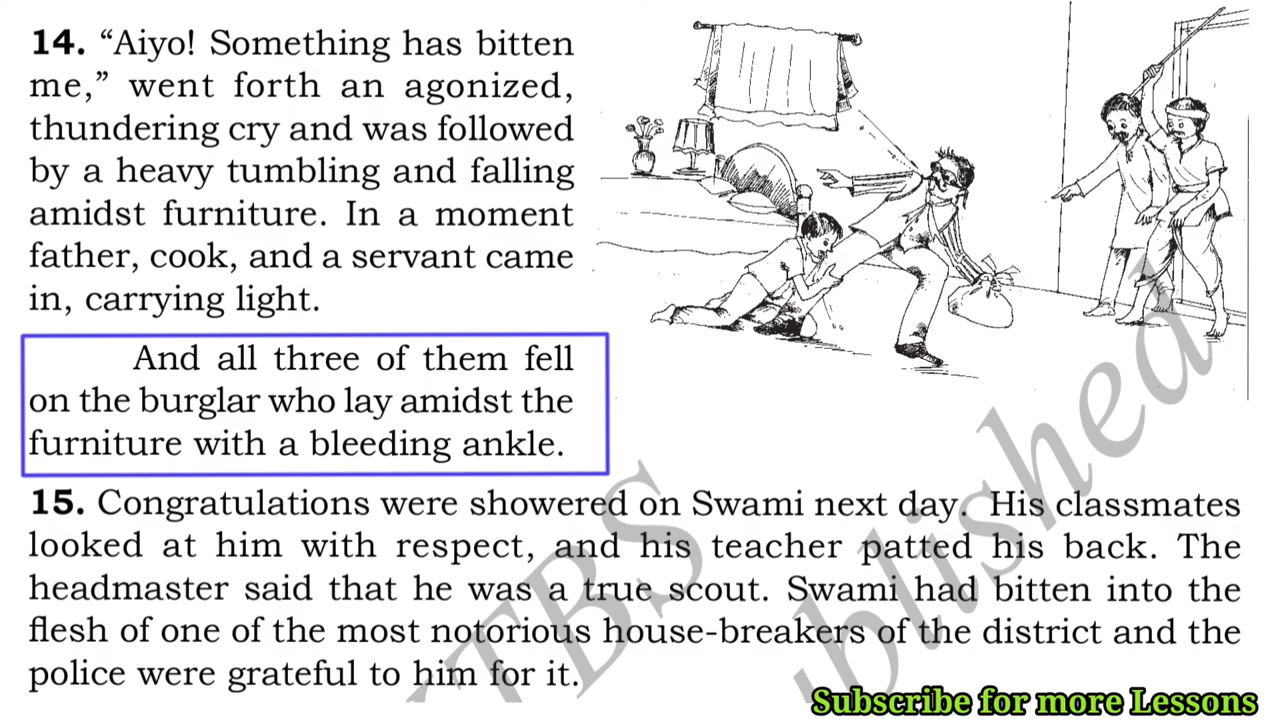 14. “Aiyo! Something has bitten
me,” went forth an agonized,
thundering cry and was followed
by a heavy tumbling and falling
amidst furniture. In a moment
father, cook, and a servant came
in, carrying light.
And all three of them fell
on the burglar who lay amidst the
furniture with a bleeding ankle.
15. Congratulations were showered on Swami next day. His classmates
looked at him with respect, and his teacher patted his back. The
headmaster said that he was a true scout. Swami had bitten into the
flesh of one of the most notorious house-breakers of the district and the
police were grateful to him for it.
TBS
blished
Subscribe for more Lessons